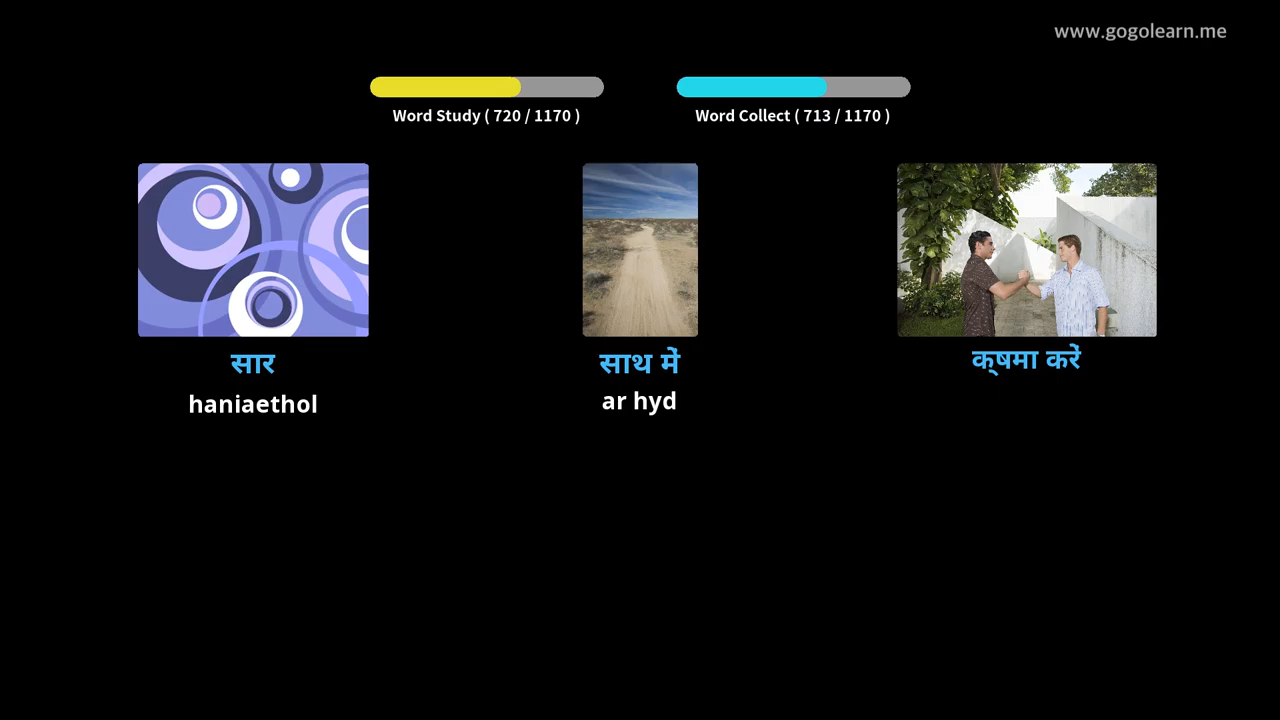 www.gogolearn.me
Word Study ( 720 / 1170 )
Word Collect ( 713 / 1170 )
सार
haniaethol
साथ में
ar hyd
क्षमा करें